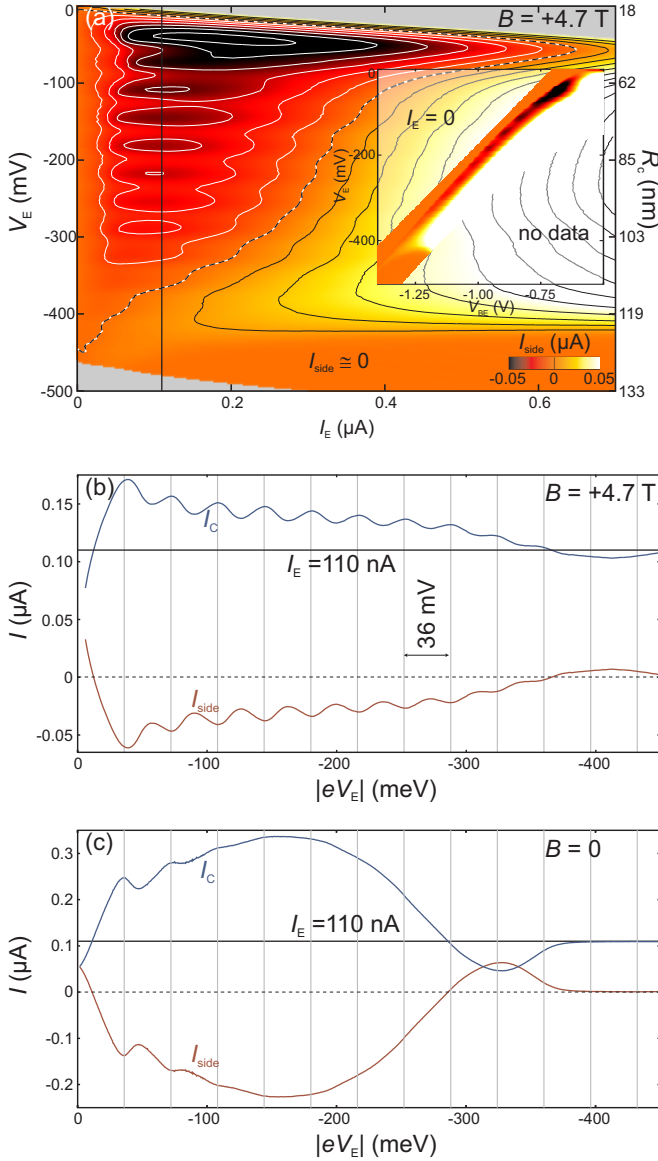 (a) B = +4.7 T
0 18
-100 62
-200 85
-300 103
-400 119
-500 133
V_E (mV)
R_c (nm)
0 0.2 0.4 0.6
I_E (µA)
I_E = 0
0
-200
-400
V_E (mV)
-1.25 -1.00 -0.75
V_BE (V)
no data
I_side ≅ 0
I_side (µA)
-0.05 0 0.05
(b) B = +4.7 T
I_C
I_E =110 nA
36 mV
I_side
0.15
0.10
0.05
0
-0.05
I (µA)
0 -100 -200 -300 -400
|eV_E| (meV)
(c) B = 0
I_C
I_E =110 nA
I_side
0.3
0.2
0.1
0
-0.1
-0.2
I (µA)
0 -100 -200 -300 -400
|eV_E| (meV)